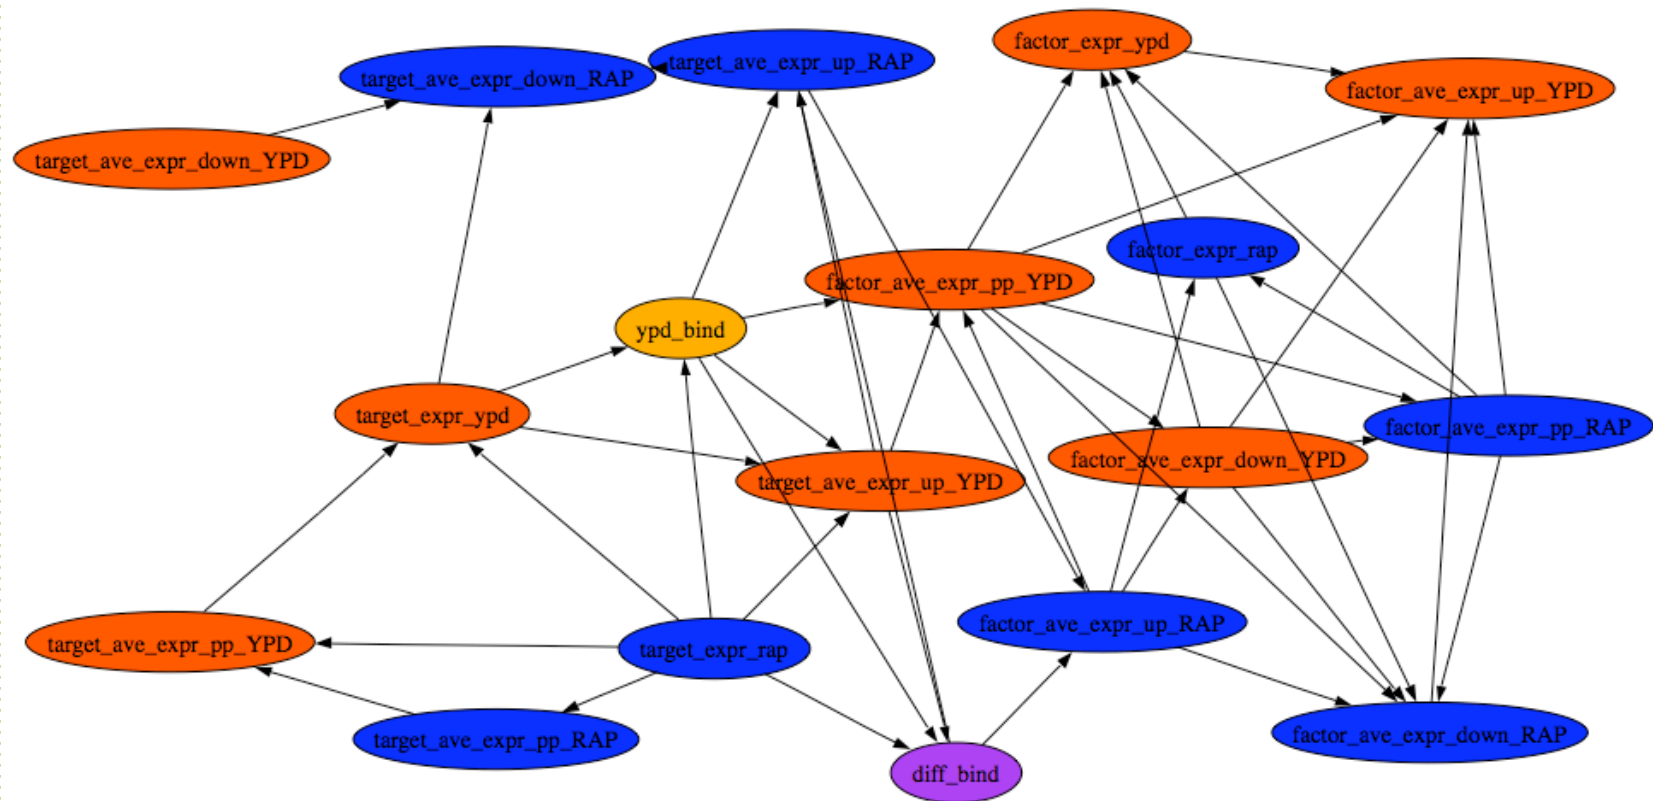 factor_expr_ypd
target_ave_expr_up_RAP
target_ave_expr_down_RAP
factor_ave_expr_up_YPD
target_ave_expr_down_YPD
factor_expr_rap
factor_ave_expr_pp_YPD
ypd_bind
target_expr_ypd
factor_ave_expr_pp_RAP
factor_ave_expr_down_YPD
target_ave_expr_up_YPD
factor_ave_expr_up_RAP
target_ave_expr_pp_YPD
target_expr_rap
factor_ave_expr_down_RAP
target_ave_expr_pp_RAP
diff_bind